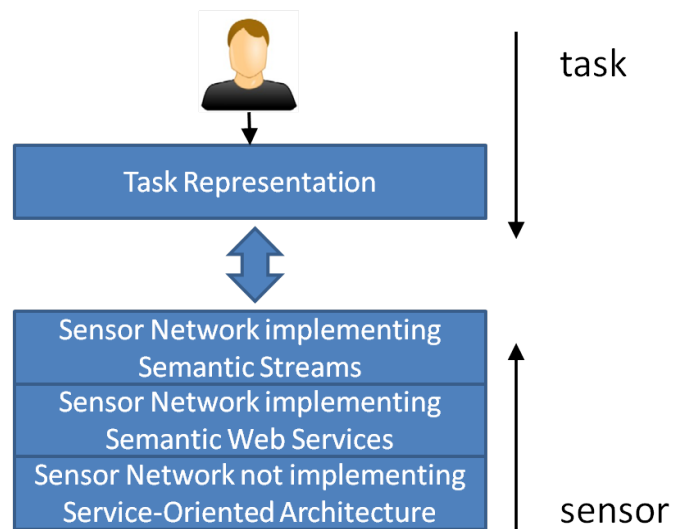 task
Task Representation
Sensor Network implementing
Semantic Streams
Sensor Network implementing
Semantic Web Services
Sensor Network not implementing
Service-Oriented Architecture
sensor